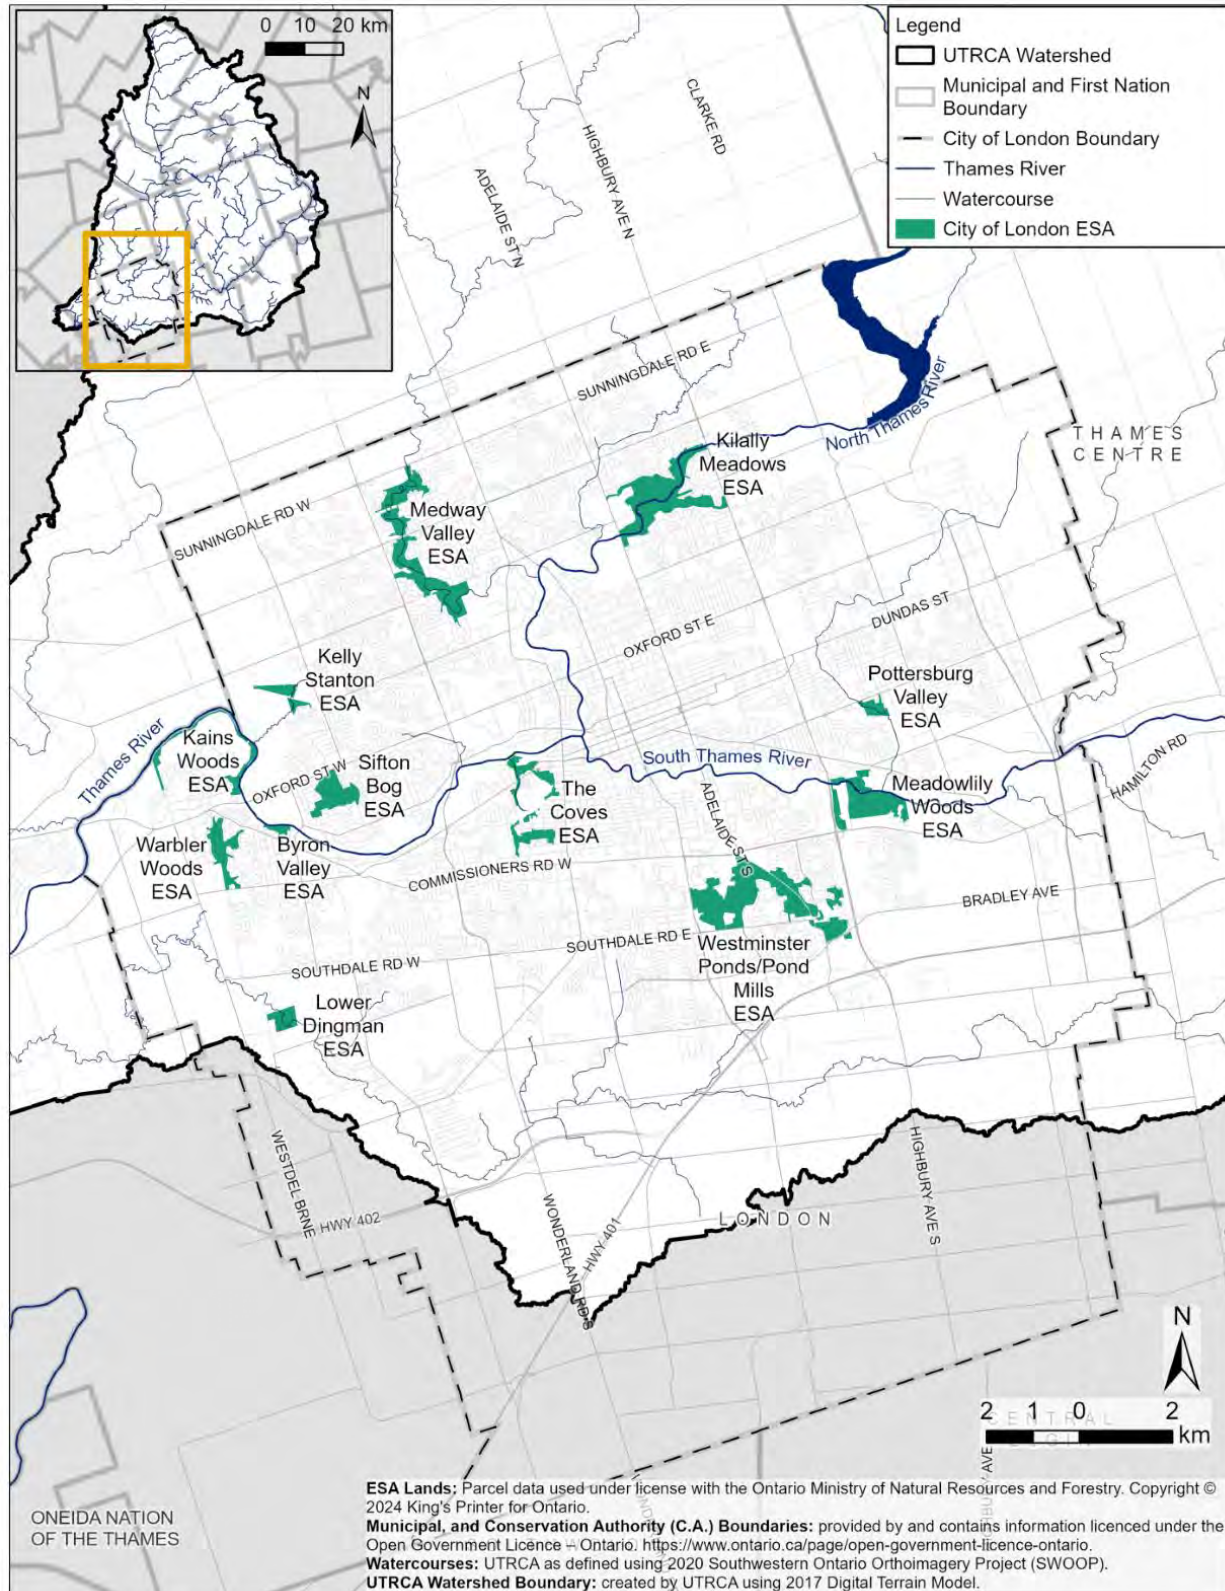 0 10 20 km
N
Legend
UTRCA Watershed
Municipal and First Nation
Boundary
City of London Boundary
Thames River
Watercourse
City of London ESA
CLARKE RD
HIGHBURY AVE N
ADELAIDE ST N
SUNNINGDALE RD E
North Thames River
THAMES
CENTRE
Kilally
Meadows
ESA
SUNNINGDALE RD W
Medway
Valley
ESA
OXFORD ST E
DUNDAS ST
Kelly
Stanton
ESA
Pottersburg
Valley
ESA
Thames River
Kains
Woods
ESA
OXFORD ST W
Sifton
Bog
ESA
South Thames River
HAMILTON RD
The
Coves
ESA
ADELAIDE ST S
Meadowlily
Woods
ESA
Warbler
Woods
ESA
Byron
Valley
ESA
COMMISSIONERS RD W
BRADLEY AVE
SOUTHDALE RD E
Westminster
Ponds/Pond
Mills
ESA
SOUTHDALE RD W
Lower
Dingman
ESA
WESTDEL BRNE
HWY 402
WONDERLAND RD S
HWY 401
LONDON
HIGHBURY AVE S
N
2 1 0 2
km
CENTRAL
ONEIDA NATION
OF THE THAMES
ESA Lands: Parcel data used under license with the Ontario Ministry of Natural Resources and Forestry. Copyright ©
2024 King's Printer for Ontario.
Municipal, and Conservation Authority (C.A.) Boundaries: provided by and contains information licenced under the
Open Government Licence – Ontario. https://www.ontario.ca/page/open-government-licence-ontario.
Watercourses: UTRCA as defined using 2020 Southwestern Ontario Orthoimagery Project (SWOOP).
UTRCA Watershed Boundary: created by UTRCA using 2017 Digital Terrain Model.